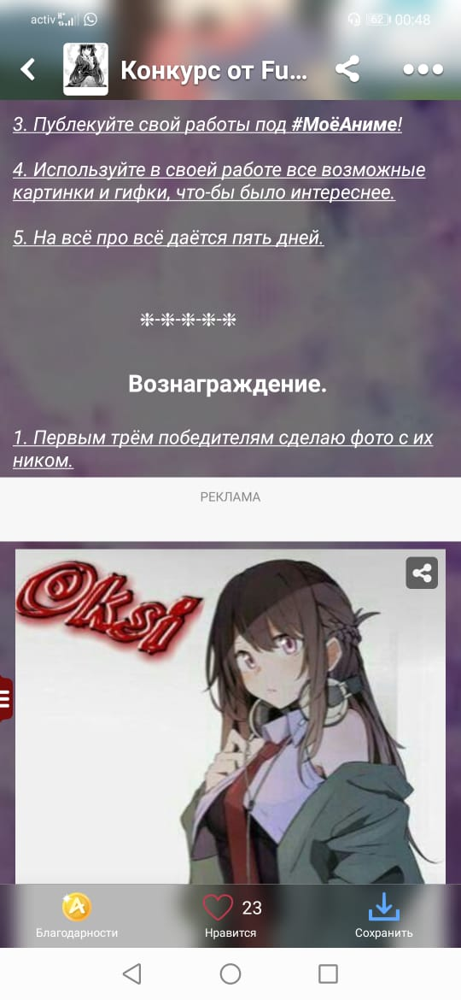 activ
62 00:48
Конкурс от Fu...
3. Публекуйте свой работы под #МоёАниме!
4. Используйте в своей работе все возможные
картинки и гифки, что-бы было интереснее.
5. На всё про всё даётся пять дней.
❉-❉-❉-❉-❉
Вознаграждение.
1. Первым трём победителям сделаю фото с их
ником.
РЕКЛАМА
Oksi
23
Благодарности Нравится Сохранить